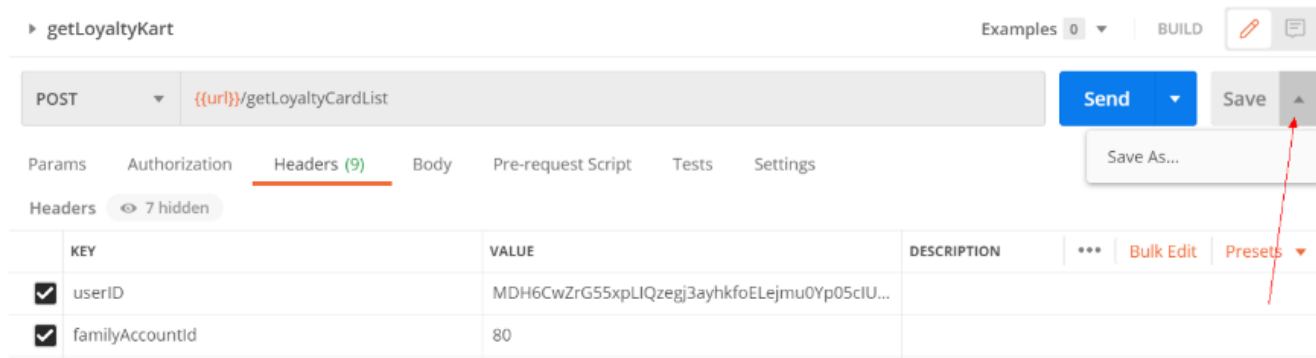 getLoyaltyKart Examples 0 BUILD
POST {{url}}/getLoyaltyCardList Send Save
Save As...
Params Authorization Headers (9) Body Pre-request Script Tests Settings
Headers 7 hidden
KEY VALUE DESCRIPTION ••• Bulk Edit Presets
userID MDH6CwZrG55xpLIQzegj3ayhkfoELejmu0Yp05cIU...
familyAccountId 80